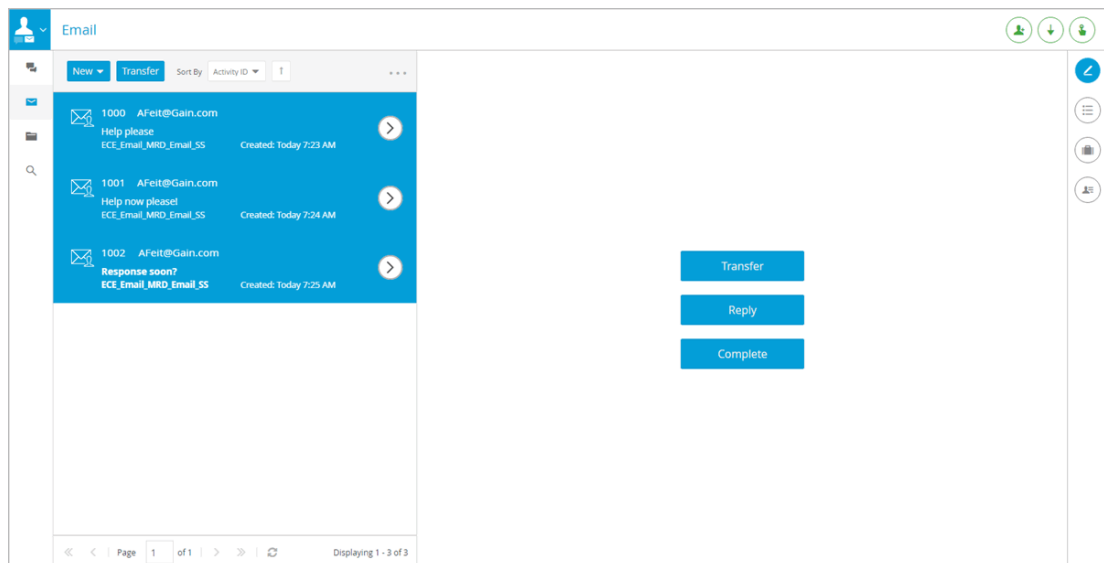 Email
New Transfer Sort By Activity ID
1000 AFeit@Gain.com
Help please
ECE_Email_MRD_Email_SS Created: Today 7:23 AM
1001 AFeit@Gain.com
Help now please!
ECE_Email_MRD_Email_SS Created: Today 7:24 AM
1002 AFeit@Gain.com
Response soon?
ECE_Email_MRD_Email_SS Created: Today 7:25 AM
Transfer
Reply
Complete
Page 1 of 1 Displaying 1 - 3 of 3